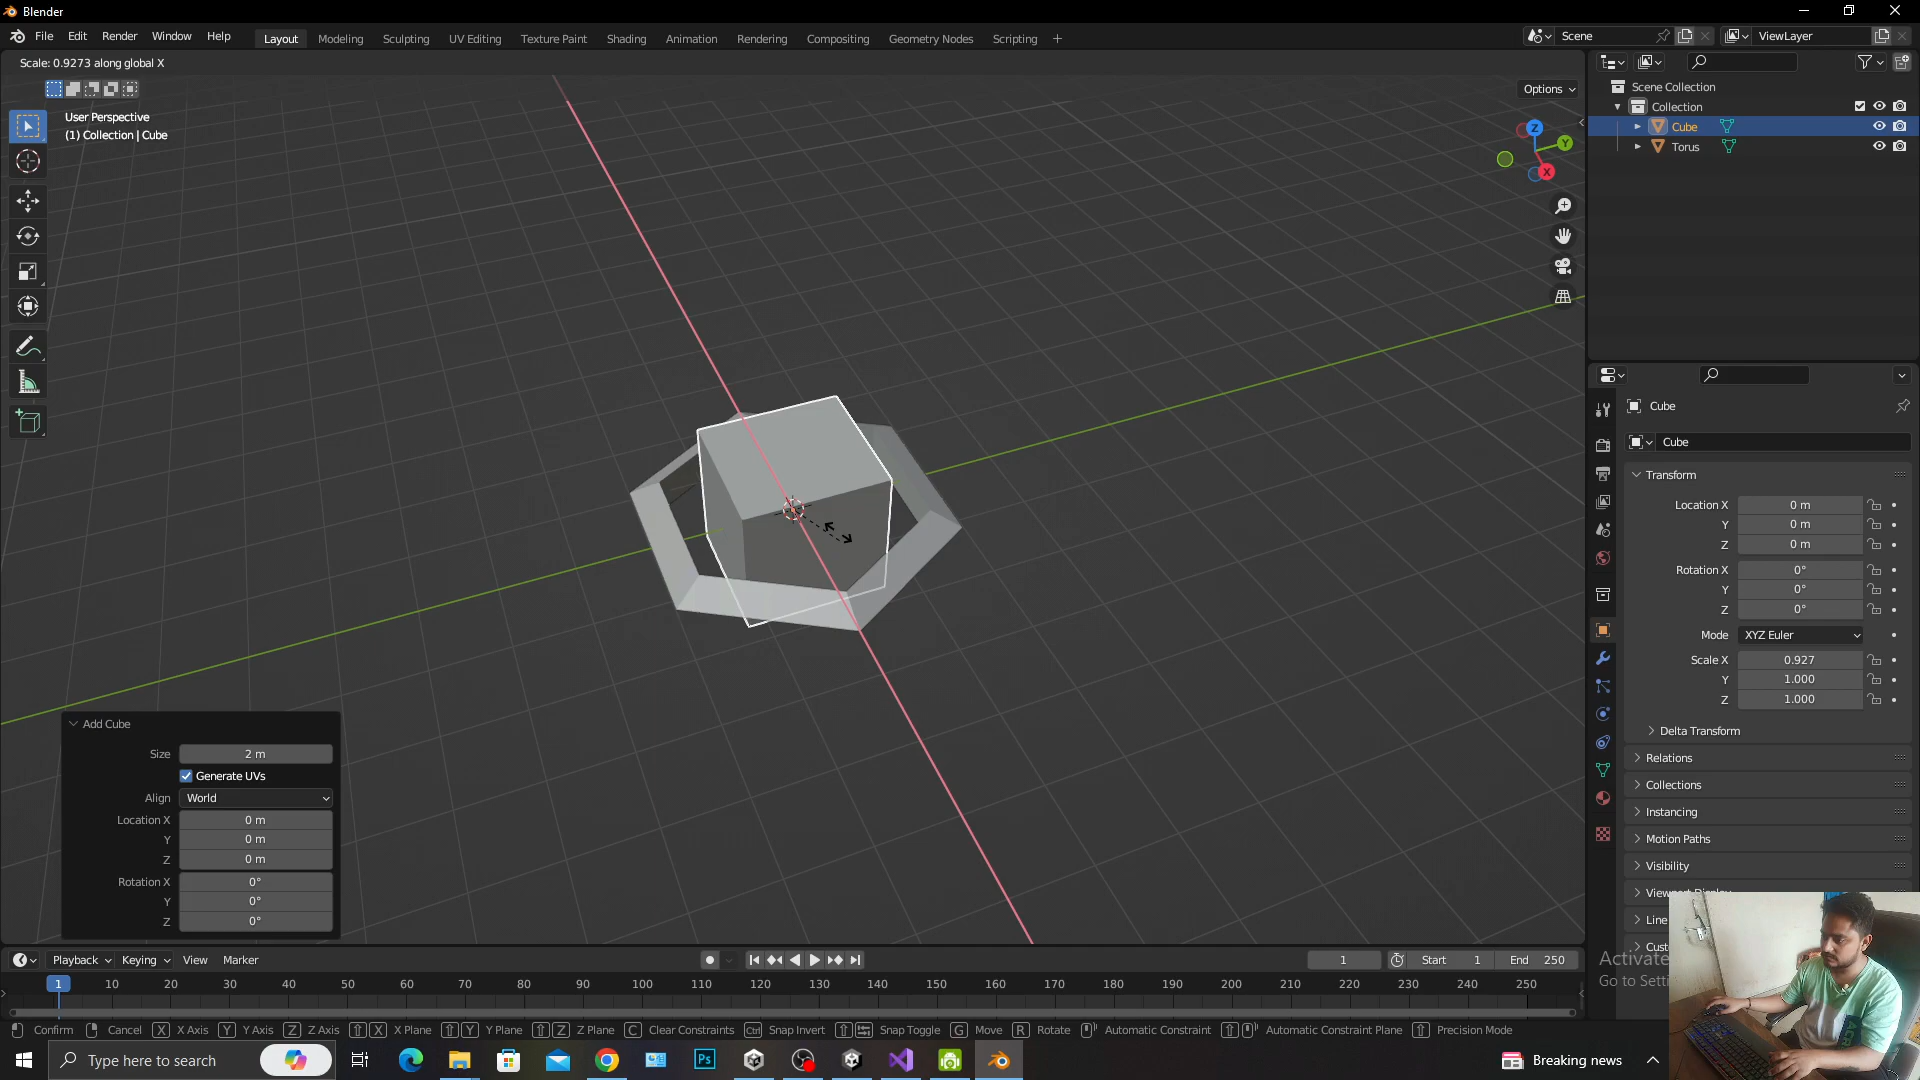 Blender
File Edit Render Window Help Layout Modeling Sculpting UV Editing Texture Paint Shading Animation Rendering Compositing Geometry Nodes Scripting + Scene ViewLayer
Scale: 0.9273 along global X
Options
User Perspective
(1) Collection | Cube
Z
Y
X
Scene Collection
Collection
Cube
Torus
Cube
Cube
Transform
Location X 0 m
Y 0 m
Z 0 m
Rotation X 0°
Y 0°
Z 0°
Mode XYZ Euler
Scale X 0.927
Y 1.000
Z 1.000
Delta Transform
Relations
Collections
Instancing
Motion Paths
Visibility
Viewport Display
Line
Add Cube
Size 2 m
Generate UVs
Align World
Location X 0 m
Y 0 m
Z 0 m
Rotation X 0°
Y 0°
Z 0°
Activate
Playback Keying View Marker 1 Start 1 End 250
1 10 20 30 40 50 60 70 80 90 100 110 120 130 140 150 160 170 180 190 200 210 220 230 240 250
Confirm Cancel X X Axis Y Y Axis Z Z Axis X X Plane Y Y Plane Z Z Plane C Clear Constraints Ctrl Snap Invert Snap Toggle G Move R Rotate Automatic Constraint Automatic Constraint Plane Precision Mode
Type here to search Ps Breaking news